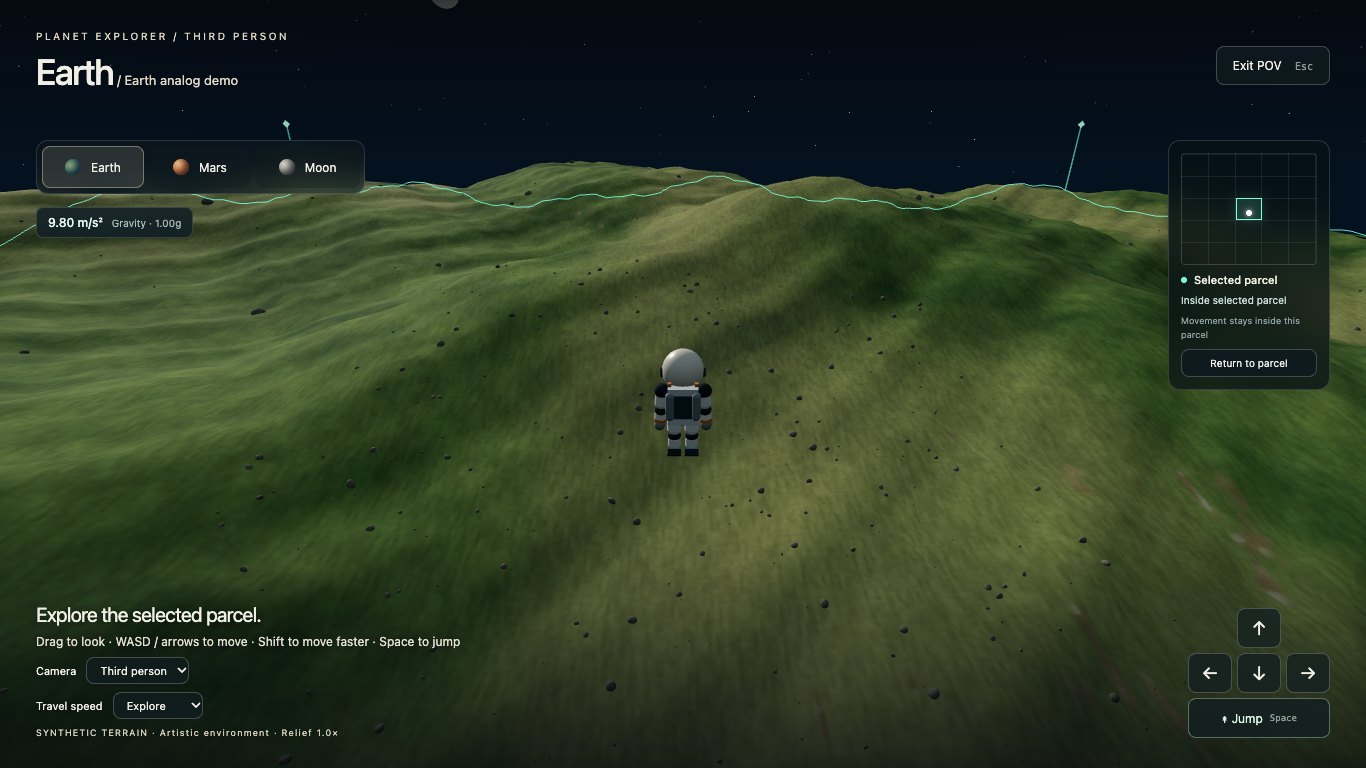 PLANET EXPLORER / THIRD PERSON
Earth / Earth analog demo
Exit POV Esc
Earth Mars Moon
9.80 m/s² Gravity · 1.00g
Selected parcel
Inside selected parcel
Movement stays inside this
parcel
Return to parcel
Explore the selected parcel.
Drag to look · WASD / arrows to move · Shift to move faster · Space to jump
Camera Third person
Travel speed Explore
SYNTHETIC TERRAIN · Artistic environment · Relief 1.0×
↑
← ↓ →
Jump Space